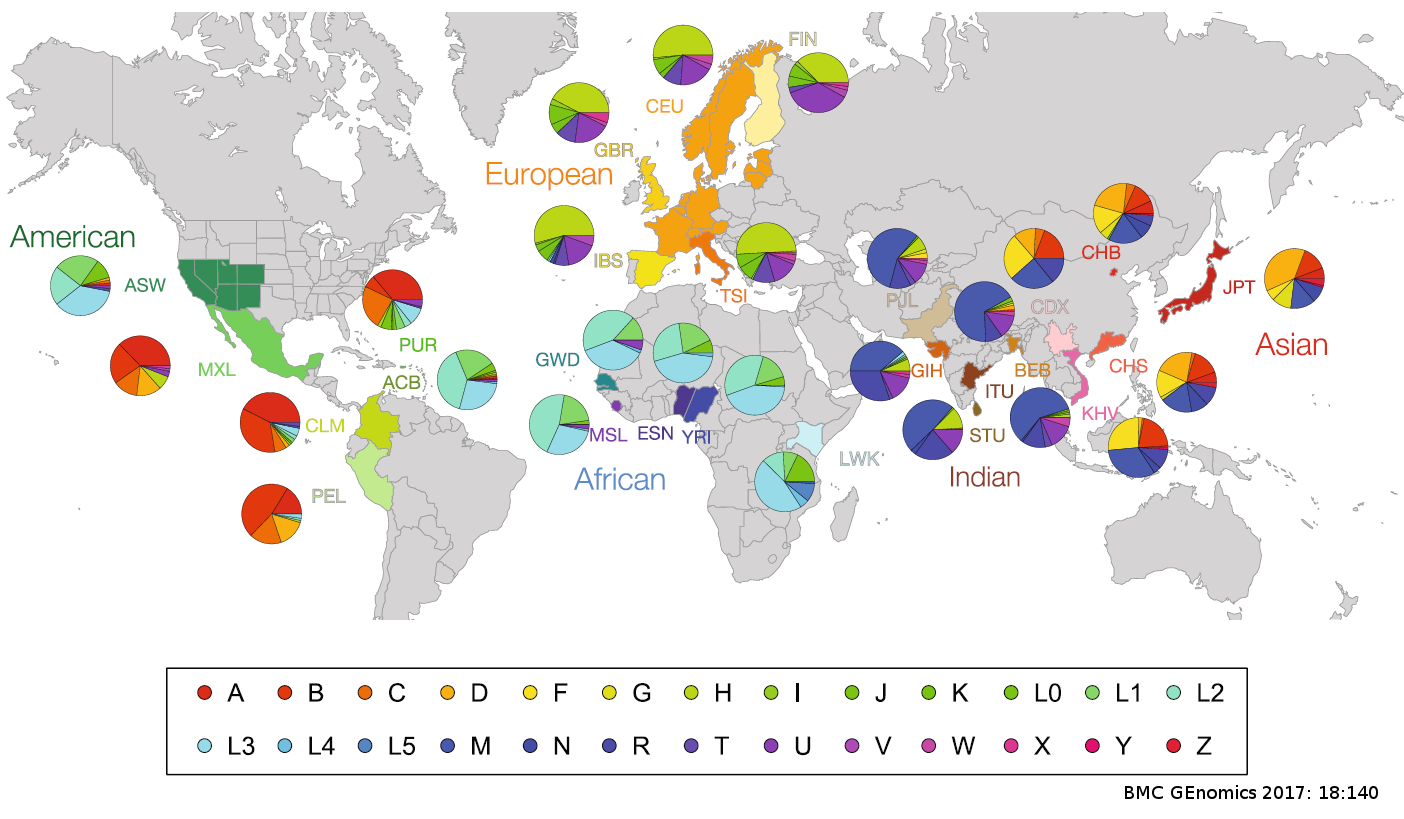 FIN
CEU
GBR
European
American
ASW
IBS
TSI
CHB
PJL
CDX
JPT
MXL
PUR
GWD
Asian
ACB
GIH
BEB
CHS
ITU
CLM
MSL
ESN
YRI
STU
KHV
LWK
African
Indian
PEL
A B C D F G H I J K L0 L1 L2
L3 L4 L5 M N R T U V W X Y Z
BMC GEnomics 2017: 18:140